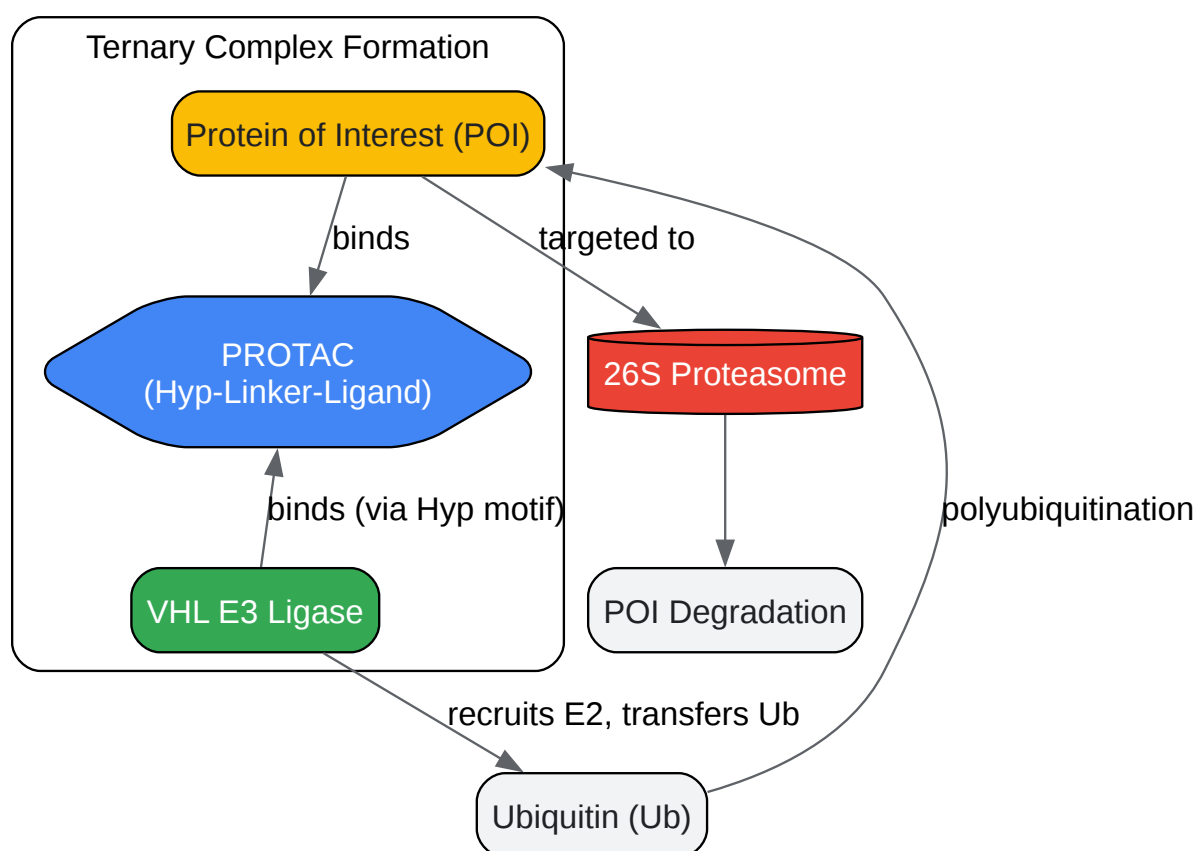 Ternary Complex Formation
Protein of Interest (POI)
binds
targeted to
PROTAC
(Hyp-Linker-Ligand)
26S Proteasome
binds (via Hyp motif)
polyubiquitination
VHL E3 Ligase
POI Degradation
recruits E2, transfers Ub
Ubiquitin (Ub)